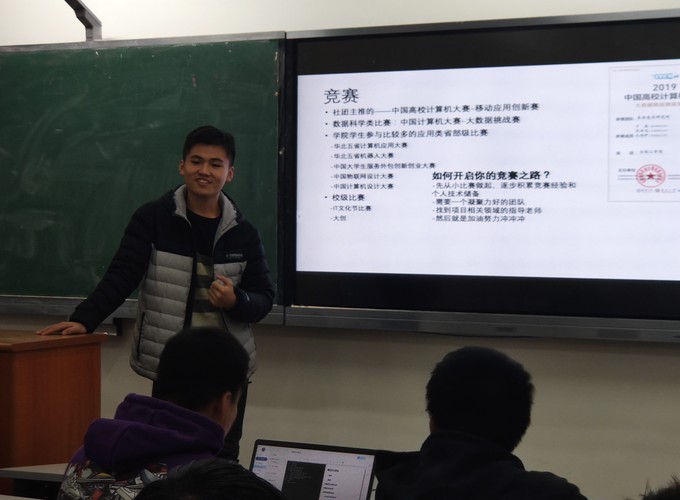 竞赛
• 社团主推的——中国高校计算机大赛-移动应用创新赛
• 数据科学类比赛：中国计算机大赛-大数据挑战赛
• 学院学生参与比较多的应用类省部级比赛
-华北五省计算机应用大赛
-华北五省机器人大赛
-中国大学生服务外包创新创业大赛
-中国物联网设计大赛
-中国计算机设计大赛
• 校级比赛
-IT文化节比赛
-大创
如何开启你的竞赛之路？
-先从小比赛做起、逐步积累竞赛经验和
个人技术储备
-需要一个凝聚力好的团队
-找到项目相关领域的指导老师
-然后就是加油努力冲冲冲
2019
中国高校计算机